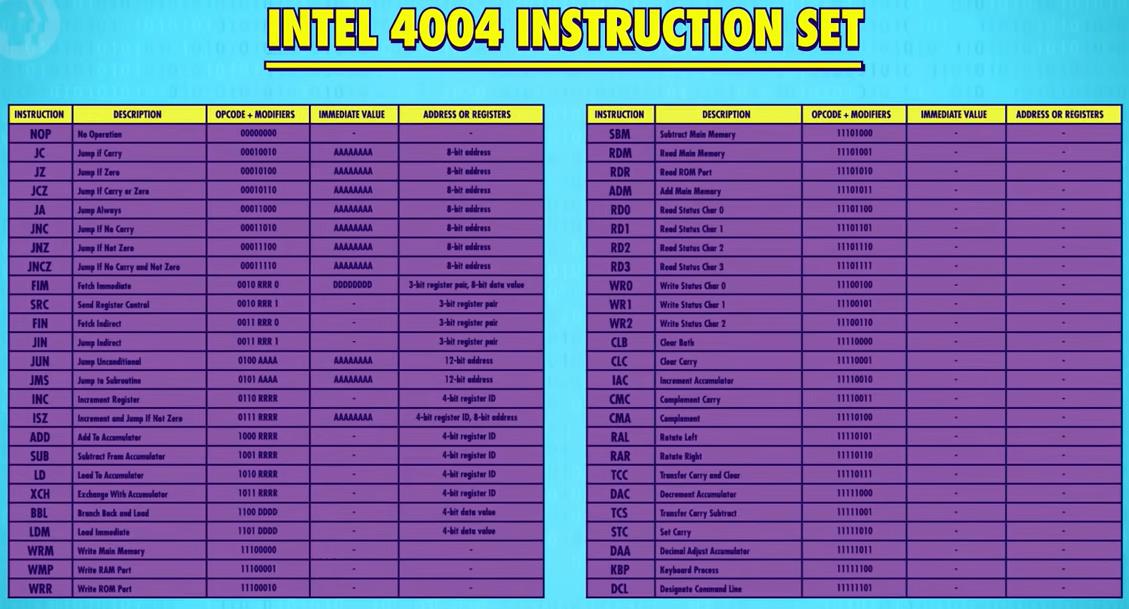 INTEL 4004 INSTRUCTION SET
INSTRUCTION DESCRIPTION OPCODE + MODIFIERS IMMEDIATE VALUE ADDRESS OR REGISTERS
NOP No Operation 00000000 - -
JC Jump if Carry 00010010 AAAAAAAA 8-bit address
JZ Jump If Zero 00010100 AAAAAAAA 8-bit address
JCZ Jump If Carry or Zero 00010110 AAAAAAAA 8-bit address
JA Jump Always 00011000 AAAAAAAA 8-bit address
JNC Jump If No Carry 00011010 AAAAAAAA 8-bit address
JNZ Jump If Not Zero 00011100 AAAAAAAA 8-bit address
JNCZ Jump If No Carry and Not Zero 00011110 AAAAAAAA 8-bit address
FIM Fetch Immediate 0010 RRR 0 DDDDDDDD 3-bit register pair, 8-bit data value
SRC Send Register Control 0010 RRR 1 - 3-bit register pair
FIN Fetch Indirect 0011 RRR 0 - 3-bit register pair
JIN Jump Indirect 0011 RRR 1 - 3-bit register pair
JUN Jump Unconditional 0100 AAAA AAAAAAAA 12-bit address
JMS Jump to Subroutine 0101 AAAA AAAAAAAA 12-bit address
INC Increment Register 0110 RRRR - 4-bit register ID
ISZ Increment and Jump If Not Zero 0111 RRRR AAAAAAAA 4-bit register ID, 8-bit address
ADD Add To Accumulator 1000 RRRR - 4-bit register ID
SUB Subtract From Accumulator 1001 RRRR - 4-bit register ID
LD Load To Accumulator 1010 RRRR - 4-bit register ID
XCH Exchange With Accumulator 1011 RRRR - 4-bit register ID
BBL Branch Back and Load 1100 DDDD - 4-bit data value
LDM Load Immediate 1101 DDDD - 4-bit data value
WRM Write Main Memory 11100000 - -
WMP Write RAM Port 11100001 - -
WRR Write ROM Port 11100010 - -
INSTRUCTION DESCRIPTION OPCODE + MODIFIERS IMMEDIATE VALUE ADDRESS OR REGISTERS
SBM Subtract Main Memory 11101000 - -
RDM Read Main Memory 11101001 - -
RDR Read ROM Port 11101010 - -
ADM Add Main Memory 11101011 - -
RD0 Read Status Char 0 11101100 - -
RD1 Read Status Char 1 11101101 - -
RD2 Read Status Char 2 11101110 - -
RD3 Read Status Char 3 11101111 - -
WR0 Write Status Char 0 11100100 - -
WR1 Write Status Char 1 11100101 - -
WR2 Write Status Char 2 11100110 - -
CLB Clear Both 11110000 - -
CLC Clear Carry 11110001 - -
IAC Increment Accumulator 11110010 - -
CMC Complement Carry 11110011 - -
CMA Complement 11110100 - -
RAL Rotate Left 11110101 - -
RAR Rotate Right 11110110 - -
TCC Transfer Carry and Clear 11110111 - -
DAC Decrement Accumulator 11111000 - -
TCS Transfer Carry Subtract 11111001 - -
STC Set Carry 11111010 - -
DAA Decimal Adjust Accumulator 11111011 - -
KBP Keyboard Process 11111100 - -
DCL Designate Command Line 11111101 - -